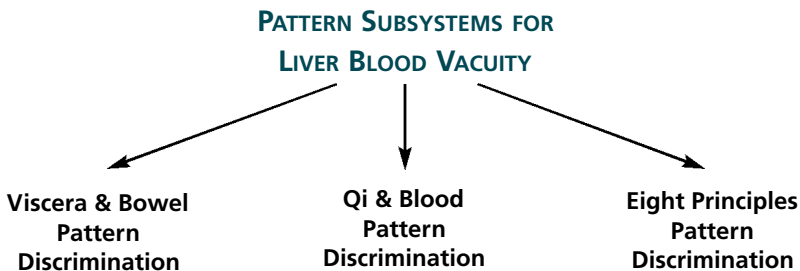 PATTERN SUBSYSTEMS FOR
LIVER BLOOD VACUITY
Viscera & Bowel
Pattern
Discrimination
Qi & Blood
Pattern
Discrimination
Eight Principles
Pattern
Discrimination